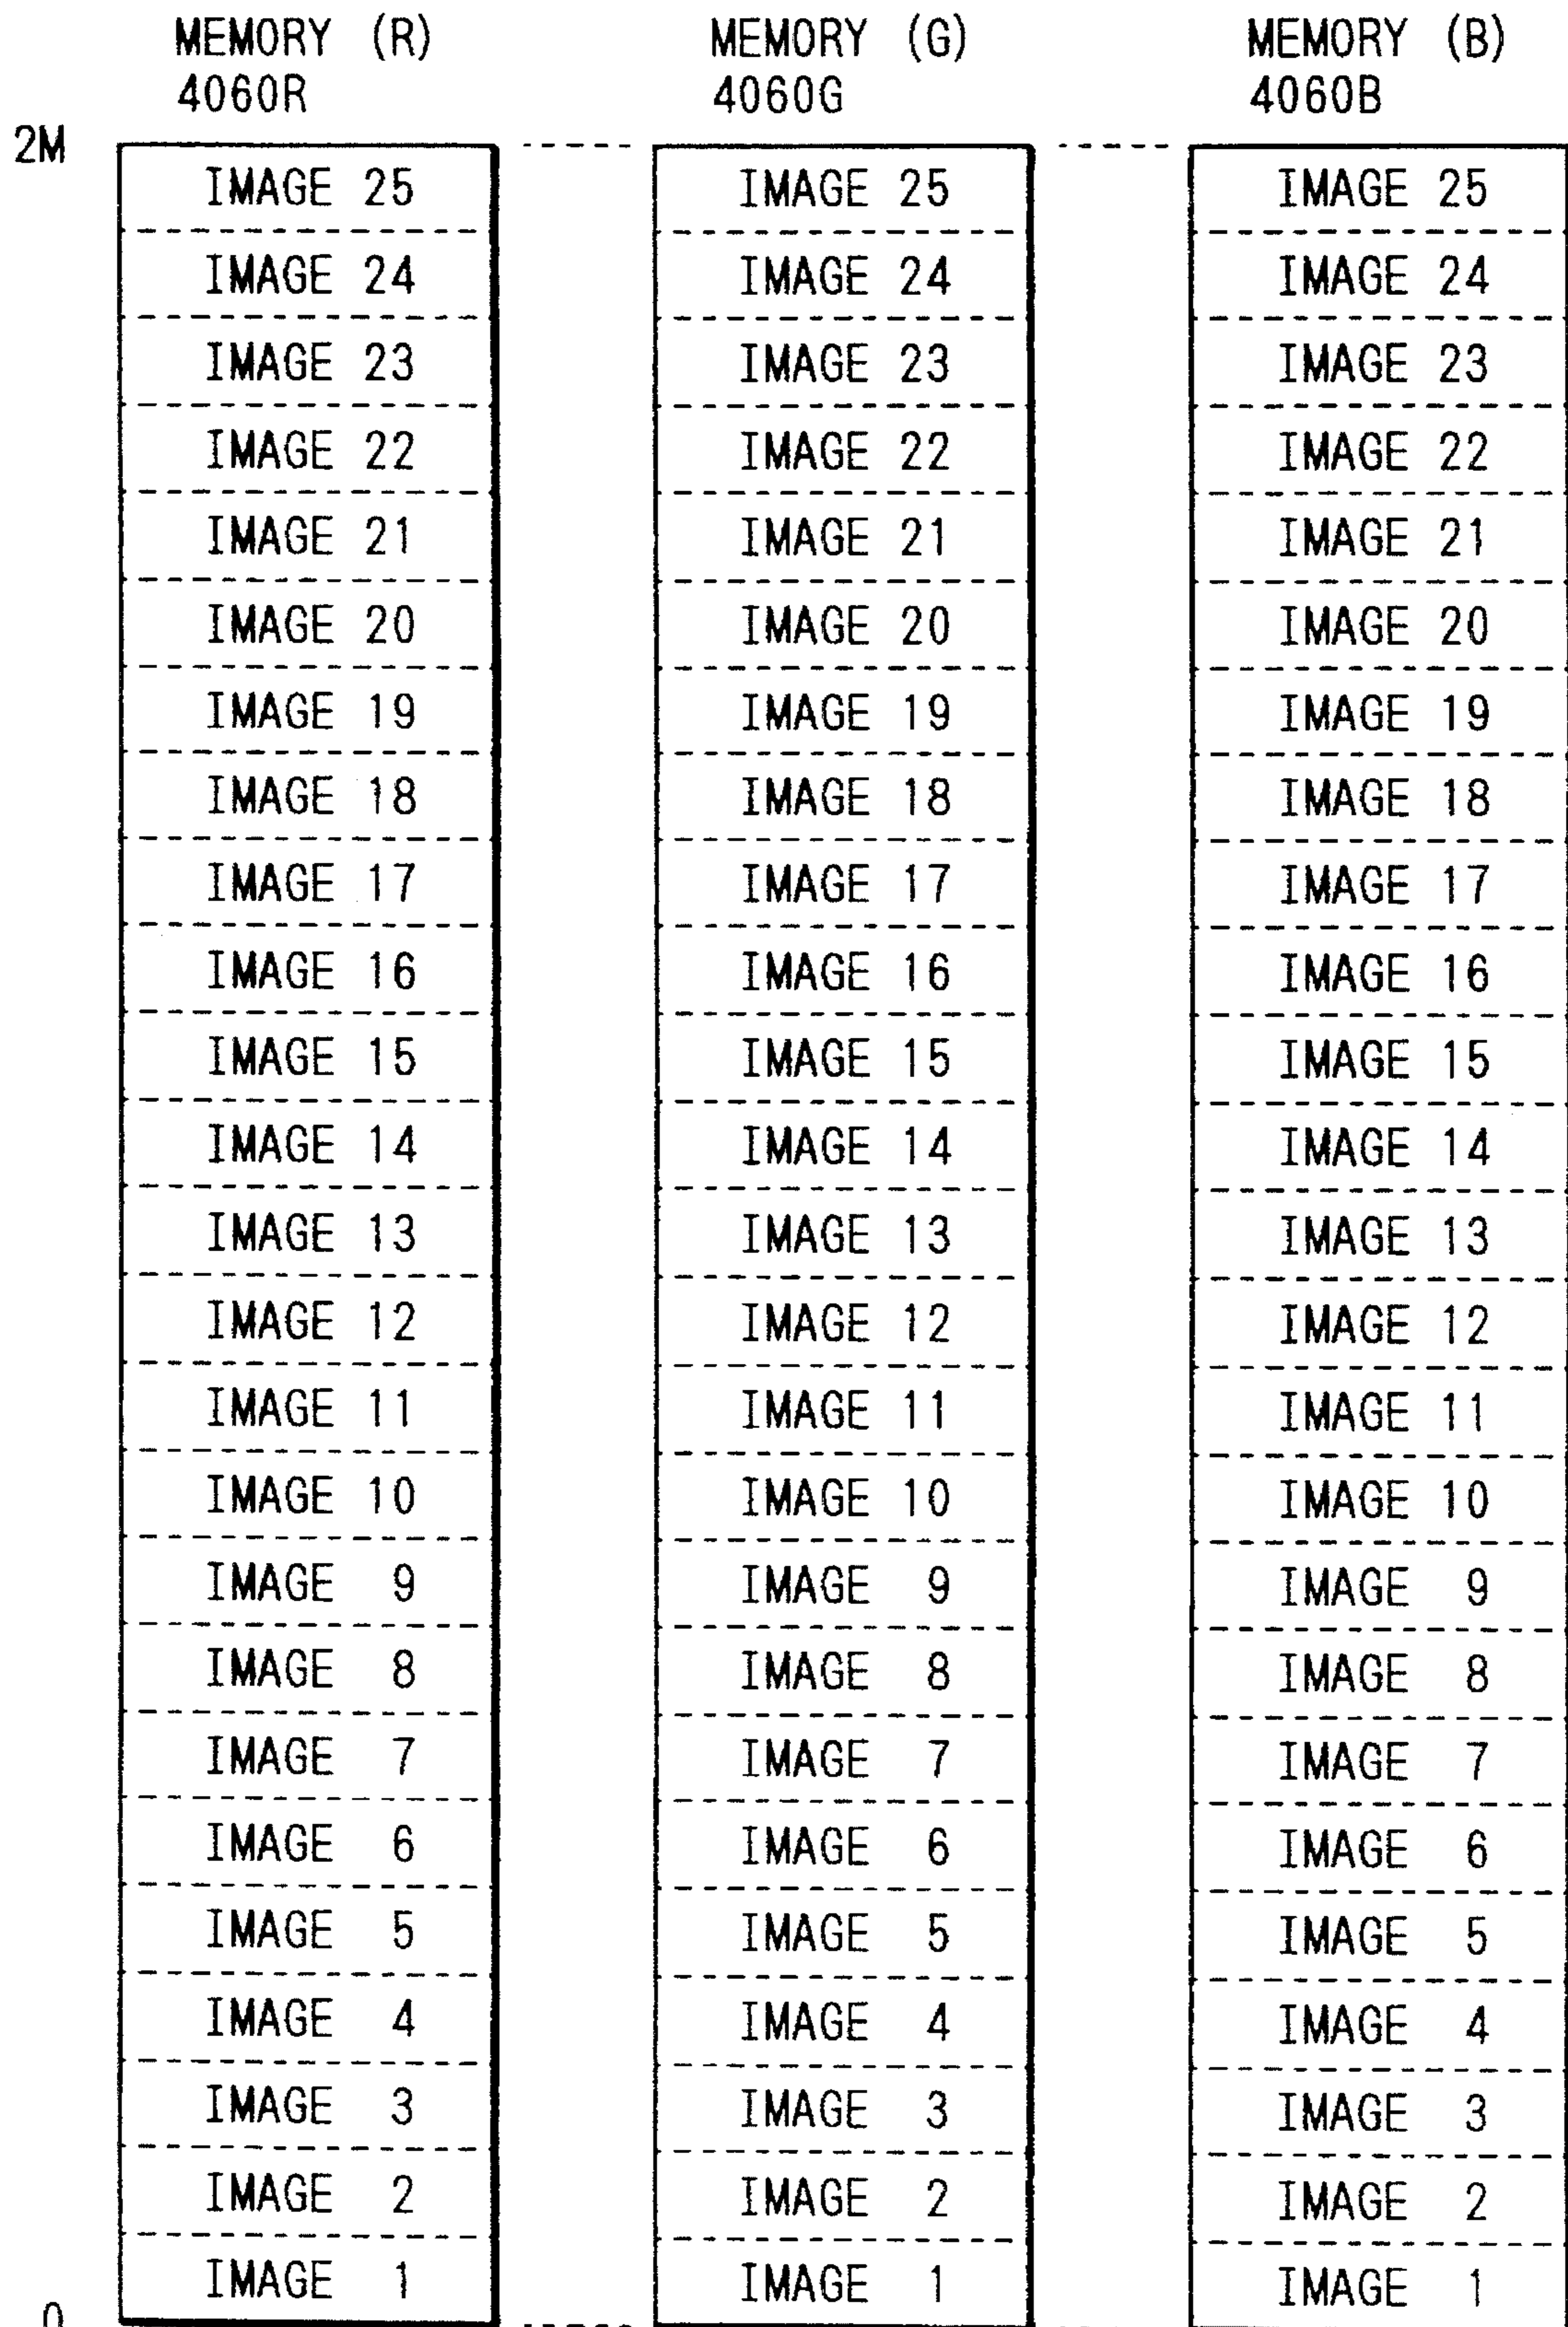 MEMORY (R) MEMORY (G) MEMORY (B)
4060R 4060G 4060B
2M
IMAGE 25 IMAGE 25 IMAGE 25
IMAGE 24 IMAGE 24 IMAGE 24
IMAGE 23 IMAGE 23 IMAGE 23
IMAGE 22 IMAGE 22 IMAGE 22
IMAGE 21 IMAGE 21 IMAGE 21
IMAGE 20 IMAGE 20 IMAGE 20
IMAGE 19 IMAGE 19 IMAGE 19
IMAGE 18 IMAGE 18 IMAGE 18
IMAGE 17 IMAGE 17 IMAGE 17
IMAGE 16 IMAGE 16 IMAGE 16
IMAGE 15 IMAGE 15 IMAGE 15
IMAGE 14 IMAGE 14 IMAGE 14
IMAGE 13 IMAGE 13 IMAGE 13
IMAGE 12 IMAGE 12 IMAGE 12
IMAGE 11 IMAGE 11 IMAGE 11
IMAGE 10 IMAGE 10 IMAGE 10
IMAGE 9 IMAGE 9 IMAGE 9
IMAGE 8 IMAGE 8 IMAGE 8
IMAGE 7 IMAGE 7 IMAGE 7
IMAGE 6 IMAGE 6 IMAGE 6
IMAGE 5 IMAGE 5 IMAGE 5
IMAGE 4 IMAGE 4 IMAGE 4
IMAGE 3 IMAGE 3 IMAGE 3
IMAGE 2 IMAGE 2 IMAGE 2
IMAGE 1 IMAGE 1 IMAGE 1
0